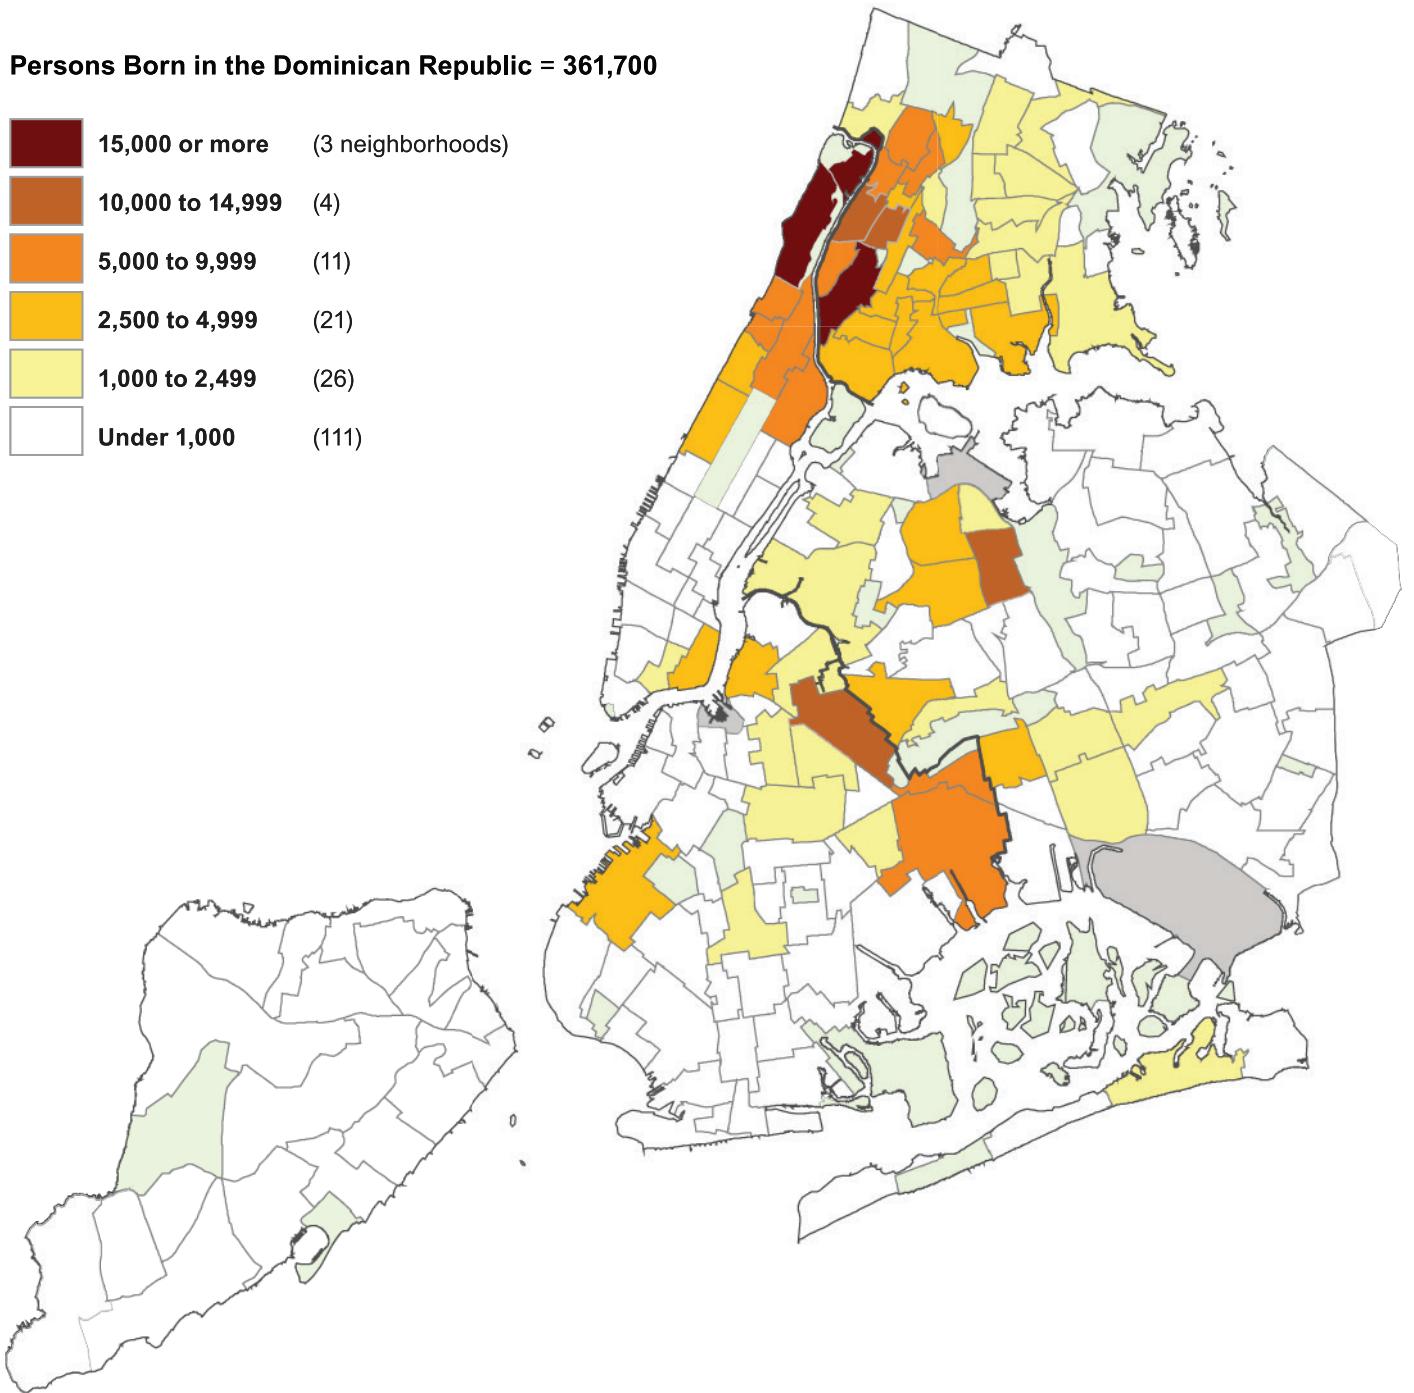 Persons Born in the Dominican Republic = 361,700
15,000 or more (3 neighborhoods)
10,000 to 14,999 (4)
5,000 to 9,999 (11)
2,500 to 4,999 (21)
1,000 to 2,499 (26)
Under 1,000 (111)